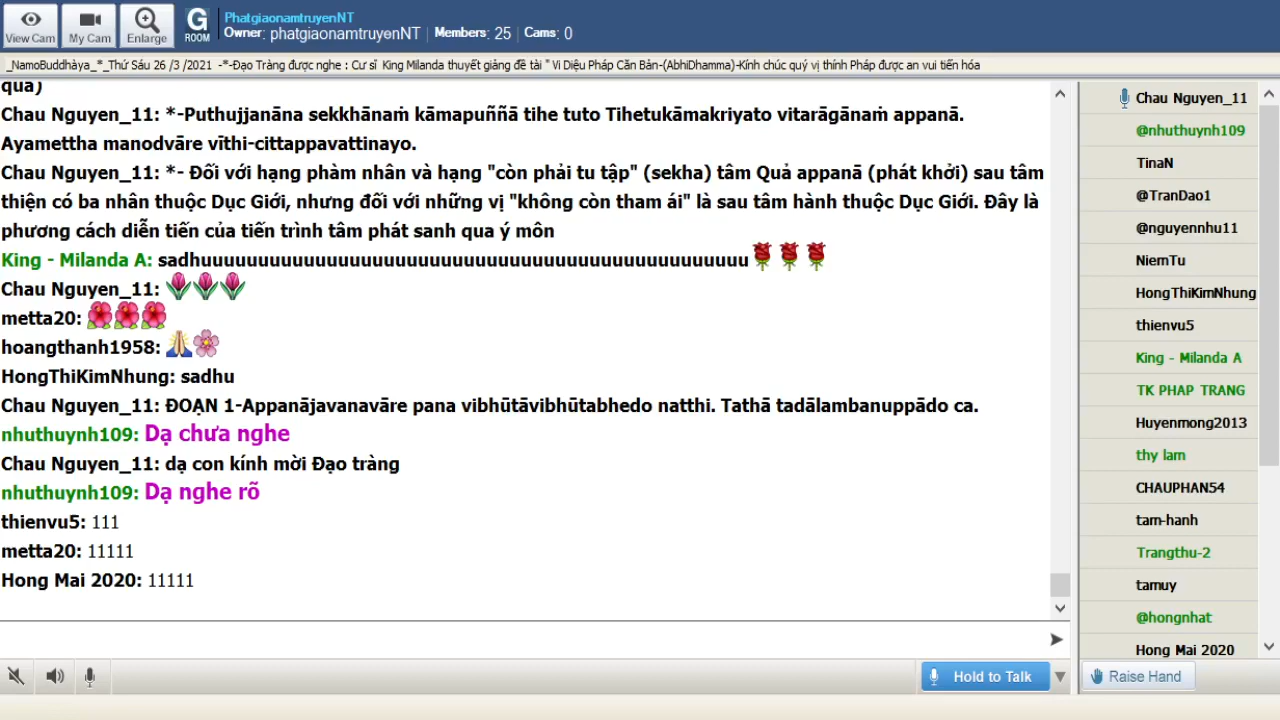 View Cam
My Cam
Enlarge
G
ROOM
PhatgiaonamtruyenNT
Owner: phatgiaonamtruyenNT | Members: 25 | Cams: 0
_NamoBuddhàya_*_Thứ Sáu 26 /3 /2021 -*-Đạo Tràng được nghe : Cư sĩ King Milanda thuyết giảng đề tài " Vi Diệu Pháp Căn Bản-(AbhiDhamma)-Kính chúc quý vị thính Pháp được an vui tiến hóa
quả)
Chau Nguyen_11: *-Puthujjanāna sekkhānaṁ kāmapuññā tihe tuto Tihetukāmakriyato vitarāgānaṁ appanā.
Ayamettha manodvāre vīthi-cittappavattinayo.
Chau Nguyen_11: *- Đối với hạng phàm nhân và hạng "còn phải tu tập" (sekha) tâm Quả appanā (phát khởi) sau tâm
thiện có ba nhân thuộc Dục Giới, nhưng đối với những vị "không còn tham ái" là sau tâm hành thuộc Dục Giới. Đây là
phương cách diễn tiến của tiến trình tâm phát sanh qua ý môn
King - Milanda A: sadhuuuuuuuuuuuuuuuuuuuuuuuuuuuuuuuuuuuuuuuuuuuuuuu
Chau Nguyen_11:
metta20:
hoangthanh1958:
HongThiKimNhung: sadhu
Chau Nguyen_11: ĐOẠN 1-Appanājavanavāre pana vibhūtāvibhūtabhedo natthi. Tathā tadālambanuppādo ca.
nhuthuynh109: Dạ chưa nghe
Chau Nguyen_11: dạ con kính mời Đạo tràng
nhuthuynh109: Dạ nghe rõ
thienvu5: 111
metta20: 11111
Hong Mai 2020: 11111
Hold to Talk
Chau Nguyen_11
@nhuthuynh109
TinaN
@TranDao1
@nguyennhu11
NiemTu
HongThiKimNhung
thienvu5
King - Milanda A
TK PHAP TRANG
Huyenmong2013
thy lam
CHAUPHAN54
tam-hanh
Trangthu-2
tamuy
@hongnhat
Hong Mai 2020
Raise Hand